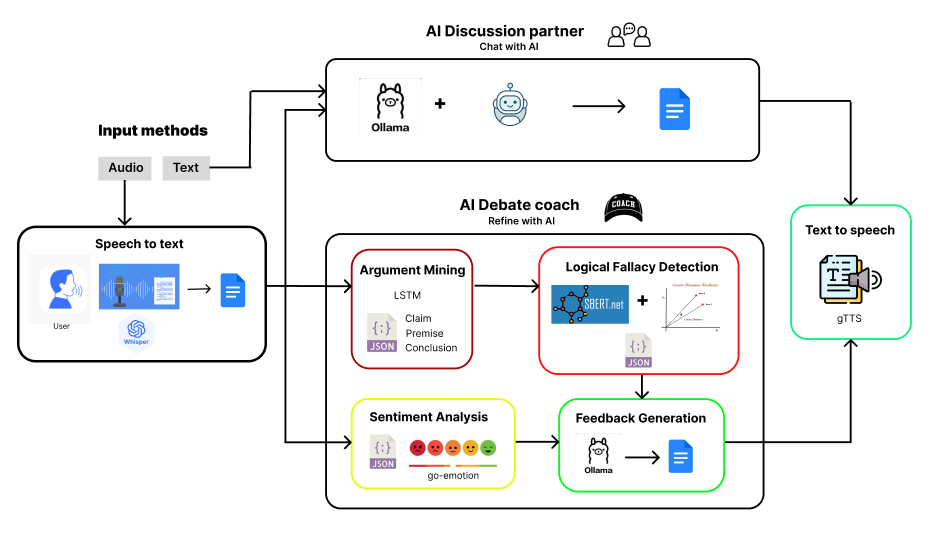 AI Discussion partner
Chat with AI
Ollama
+
Input methods
Audio
Text
AI Debate coach
Refine with AI
COACH
Speech to text
User
Whisper
Argument Mining
LSTM
{;}
JSON
Claim
Premise
Conclusion
Logical Fallacy Detection
SBERT.net
+
{;}
JSON
Text to speech
T
gTTS
Sentiment Analysis
{;}
JSON
go-emotion
Feedback Generation
Ollama